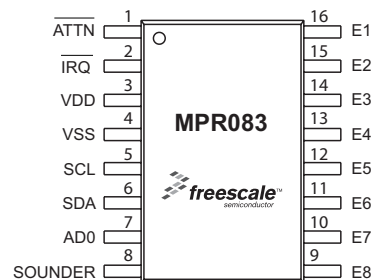 ATTN 1 16 E1
IRQ 2 15 E2
VDD 3 14 E3
MPR083
VSS 4 13 E4
SCL 5 12 E5
freescale™
semiconductor
SDA 6 11 E6
AD0 7 10 E7
SOUNDER 8 9 E8